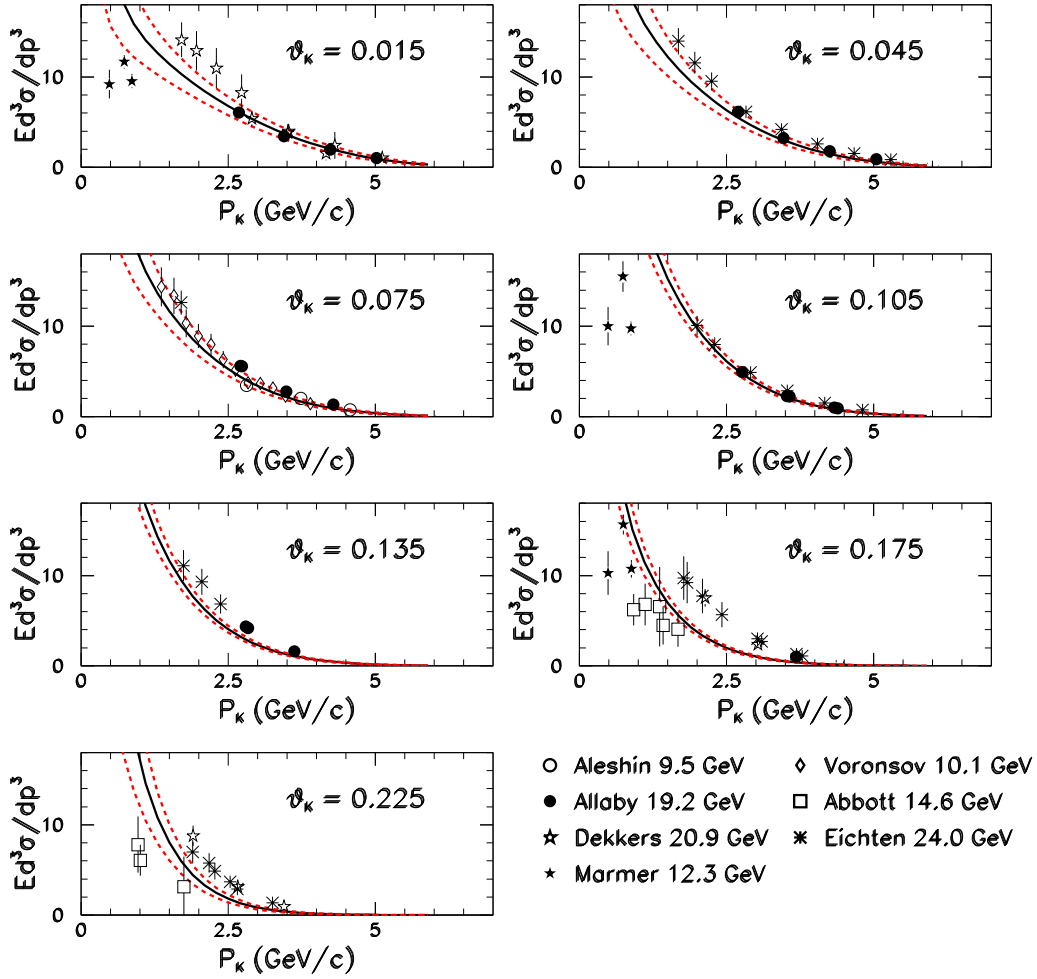 Ed³σ/dp³
10
0
ϑ_K = 0.015
0 2.5 5
P_K (GeV/c)
Ed³σ/dp³
10
0
ϑ_K = 0.045
0 2.5 5
P_K (GeV/c)
Ed³σ/dp³
10
0
ϑ_K = 0.075
0 2.5 5
P_K (GeV/c)
Ed³σ/dp³
10
0
ϑ_K = 0.105
0 2.5 5
P_K (GeV/c)
Ed³σ/dp³
10
0
ϑ_K = 0.135
0 2.5 5
P_K (GeV/c)
Ed³σ/dp³
10
0
ϑ_K = 0.175
0 2.5 5
P_K (GeV/c)
Ed³σ/dp³
10
0
ϑ_K = 0.225
0 2.5 5
P_K (GeV/c)
Aleshin 9.5 GeV
Allaby 19.2 GeV
Dekkers 20.9 GeV
Marmer 12.3 GeV
Voronsov 10.1 GeV
Abbott 14.6 GeV
Eichten 24.0 GeV